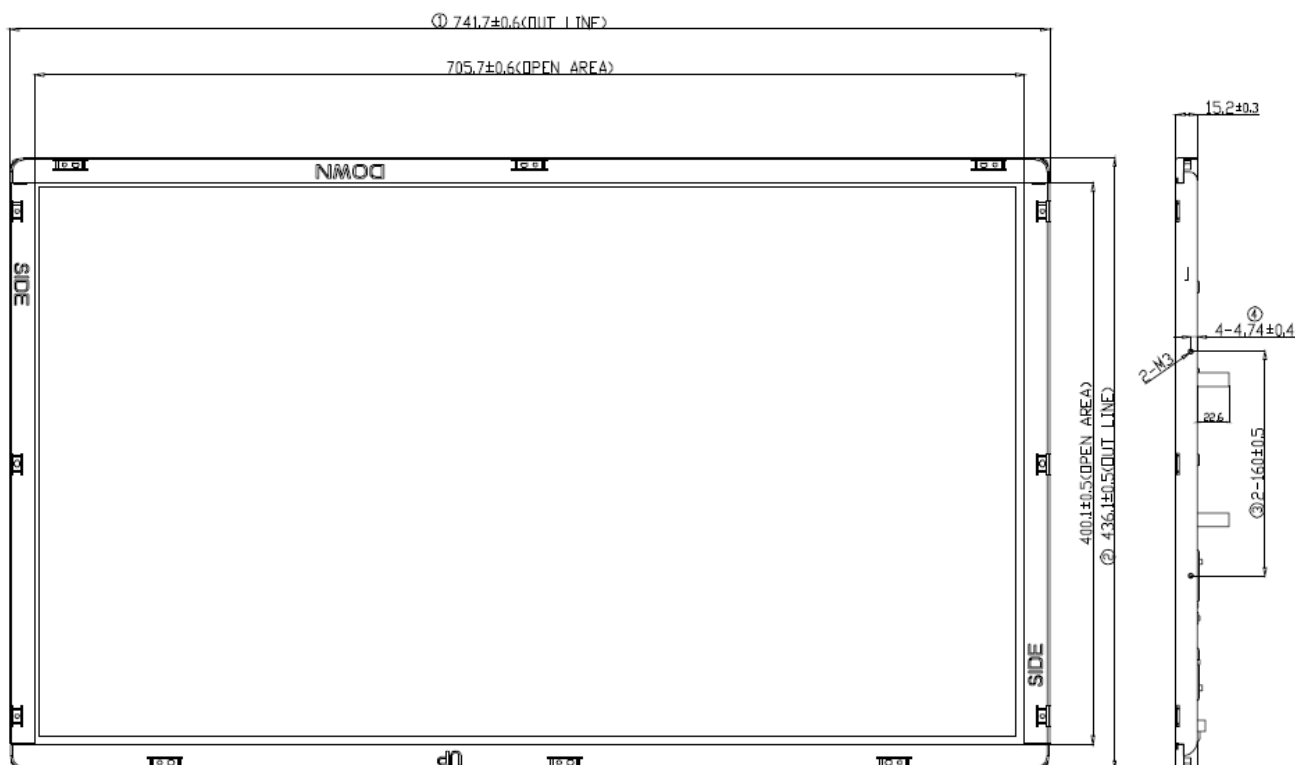 ① 741.7±0.6(OUT LINE)
705.7±0.6(OPEN AREA)
15.2±0.3
DOWN
SIDE
④
4-4.74±0.4
2-M3
22.6
400.1±0.5(OPEN AREA)
② 436.1±0.5(OUT LINE)
③2-160±0.5
SIDE
UP